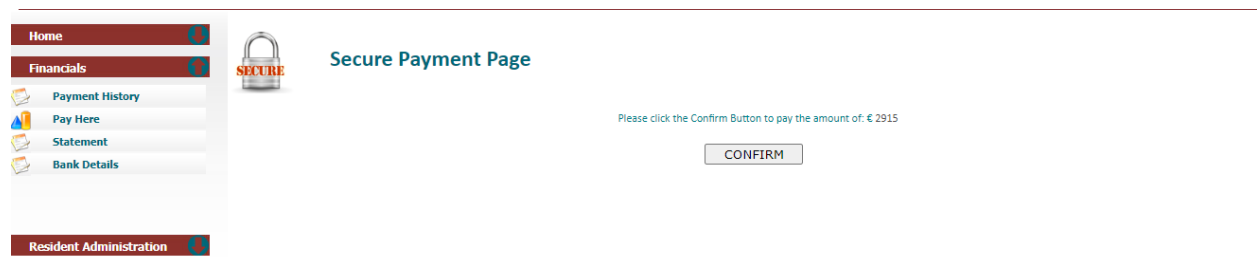 Home
Financials
Payment History
Pay Here
Statement
Bank Details
Resident Administration
SECURE
Secure Payment Page
Please click the Confirm Button to pay the amount of: € 2915
CONFIRM